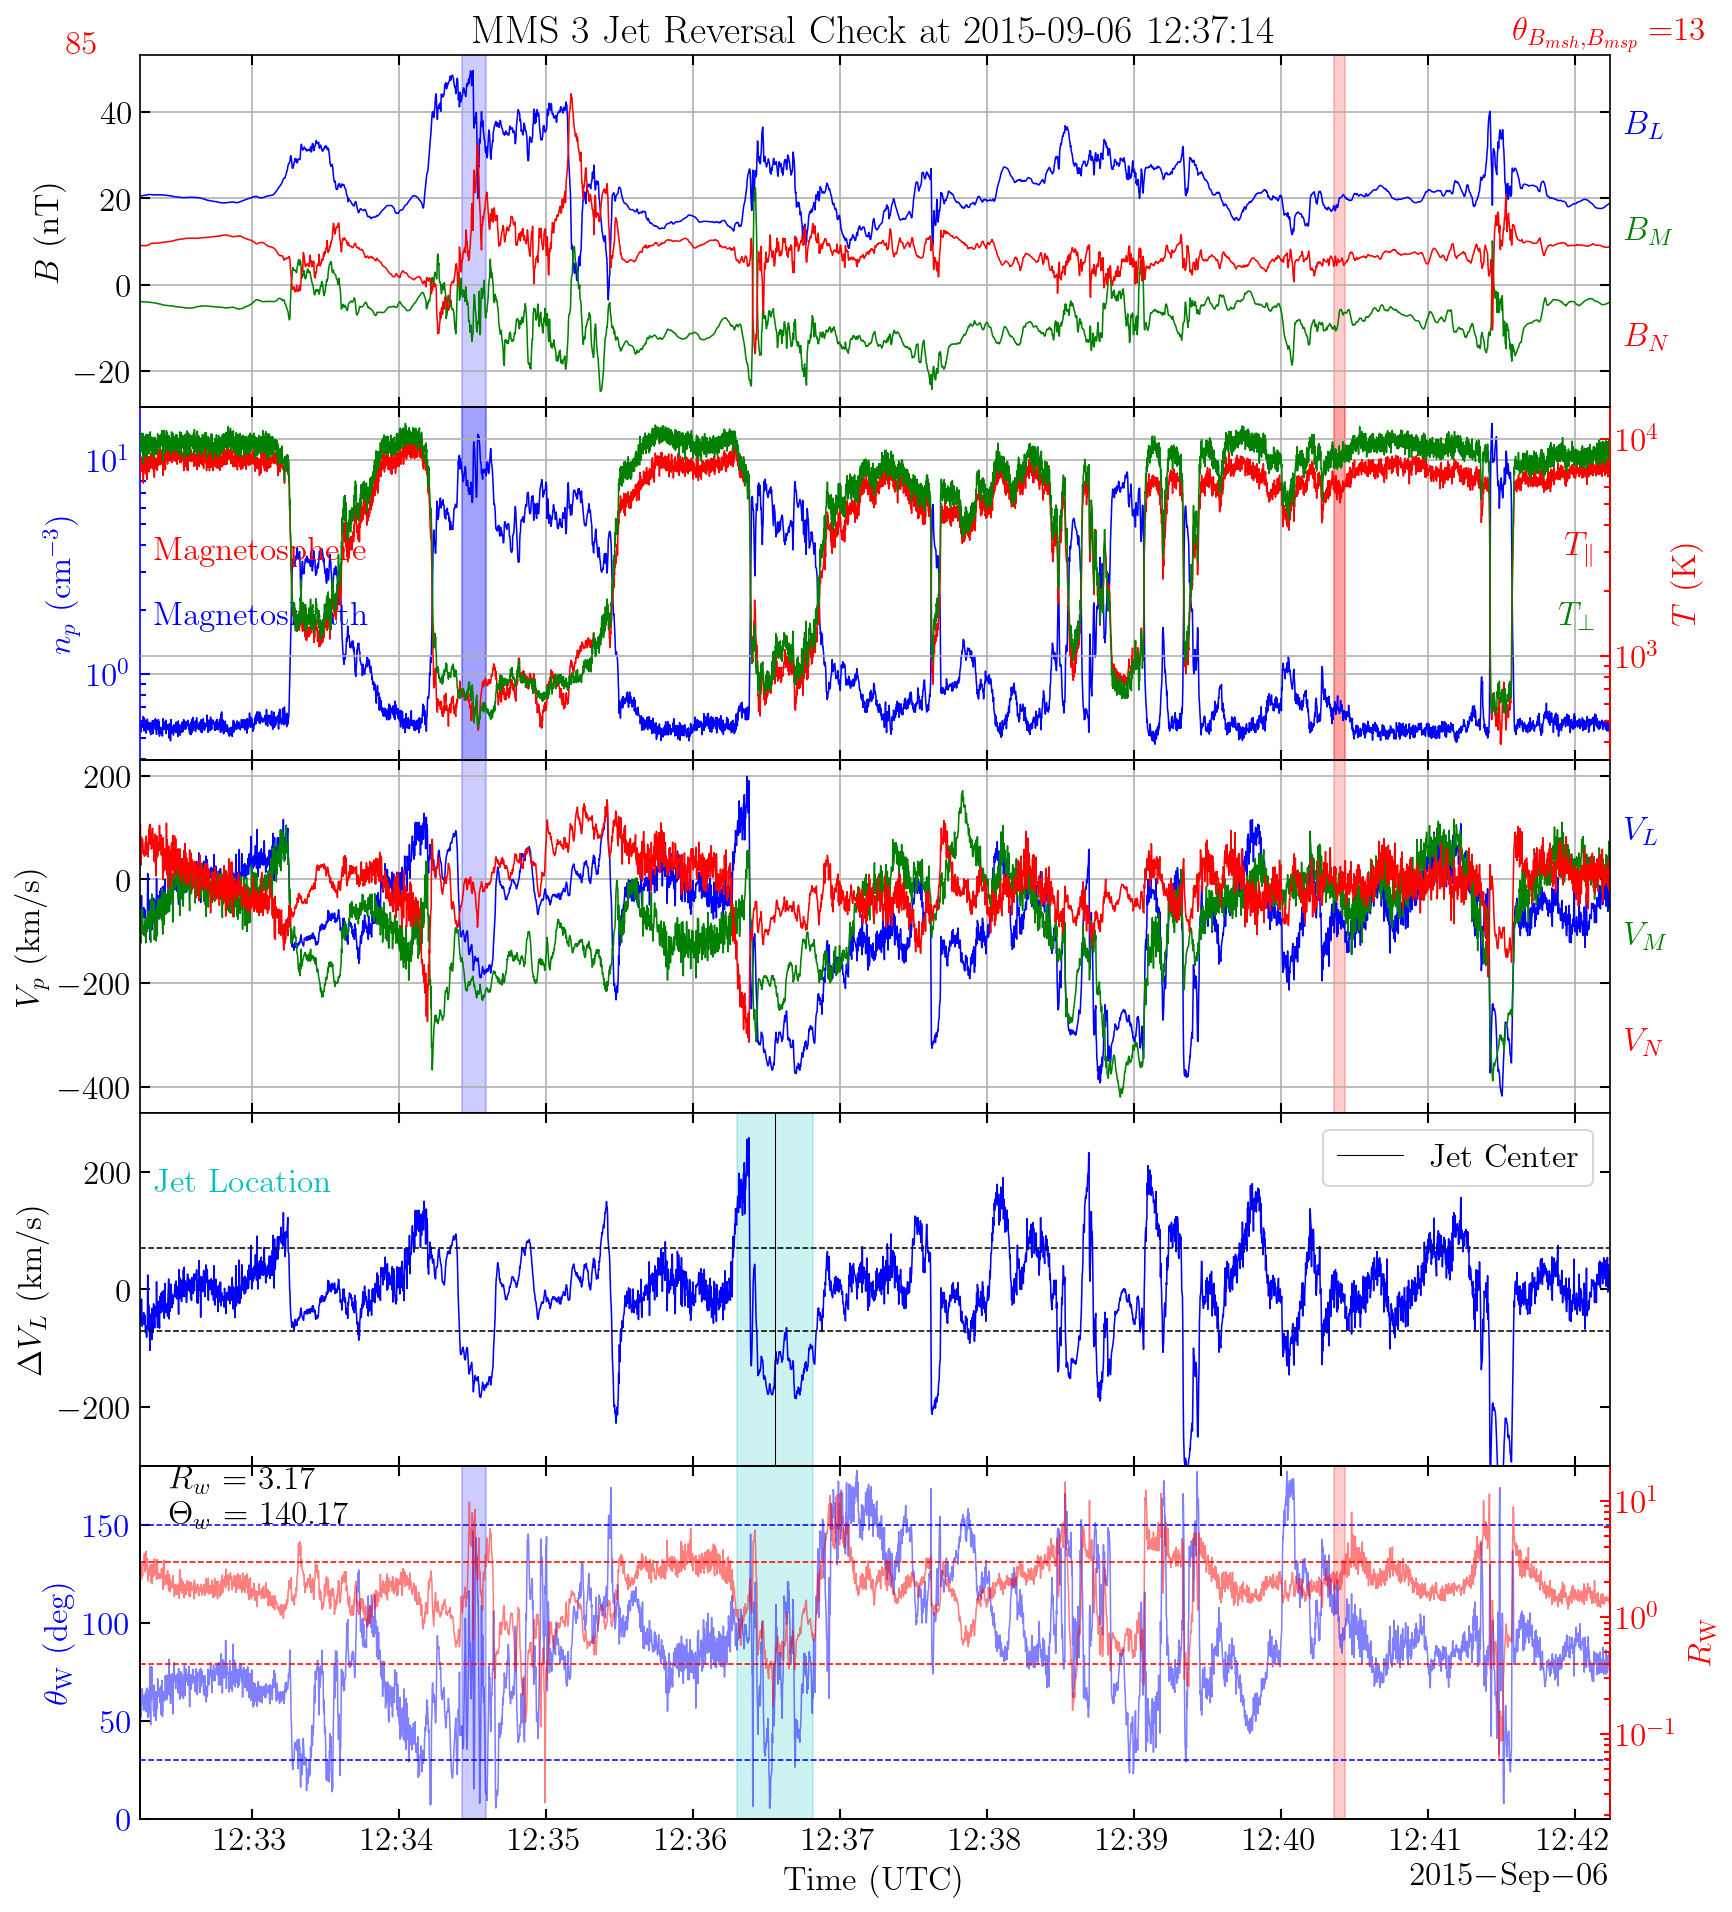 MMS 3 Jet Reversal Check at 2015-09-06 12:37:14
85
θ_{B_{msh},B_{msp}} =13
40
20
0
−20
B (nT)
B_L
B_M
B_N
10^1
10^0
n_p (cm^{−3})
Magnetosphere
Magnetosheath
10^4
10^3
T_∥
T_⊥
T (K)
200
0
−200
−400
V_p (km/s)
V_L
V_M
V_N
200
0
−200
ΔV_L (km/s)
Jet Location
Jet Center
R_w = 3.17
Θ_w = 140.17
150
100
50
0
θ_W (deg)
10^1
10^0
10^{−1}
R_W
12:33 12:34 12:35 12:36 12:37 12:38 12:39 12:40 12:41 12:42
Time (UTC)
2015−Sep−06